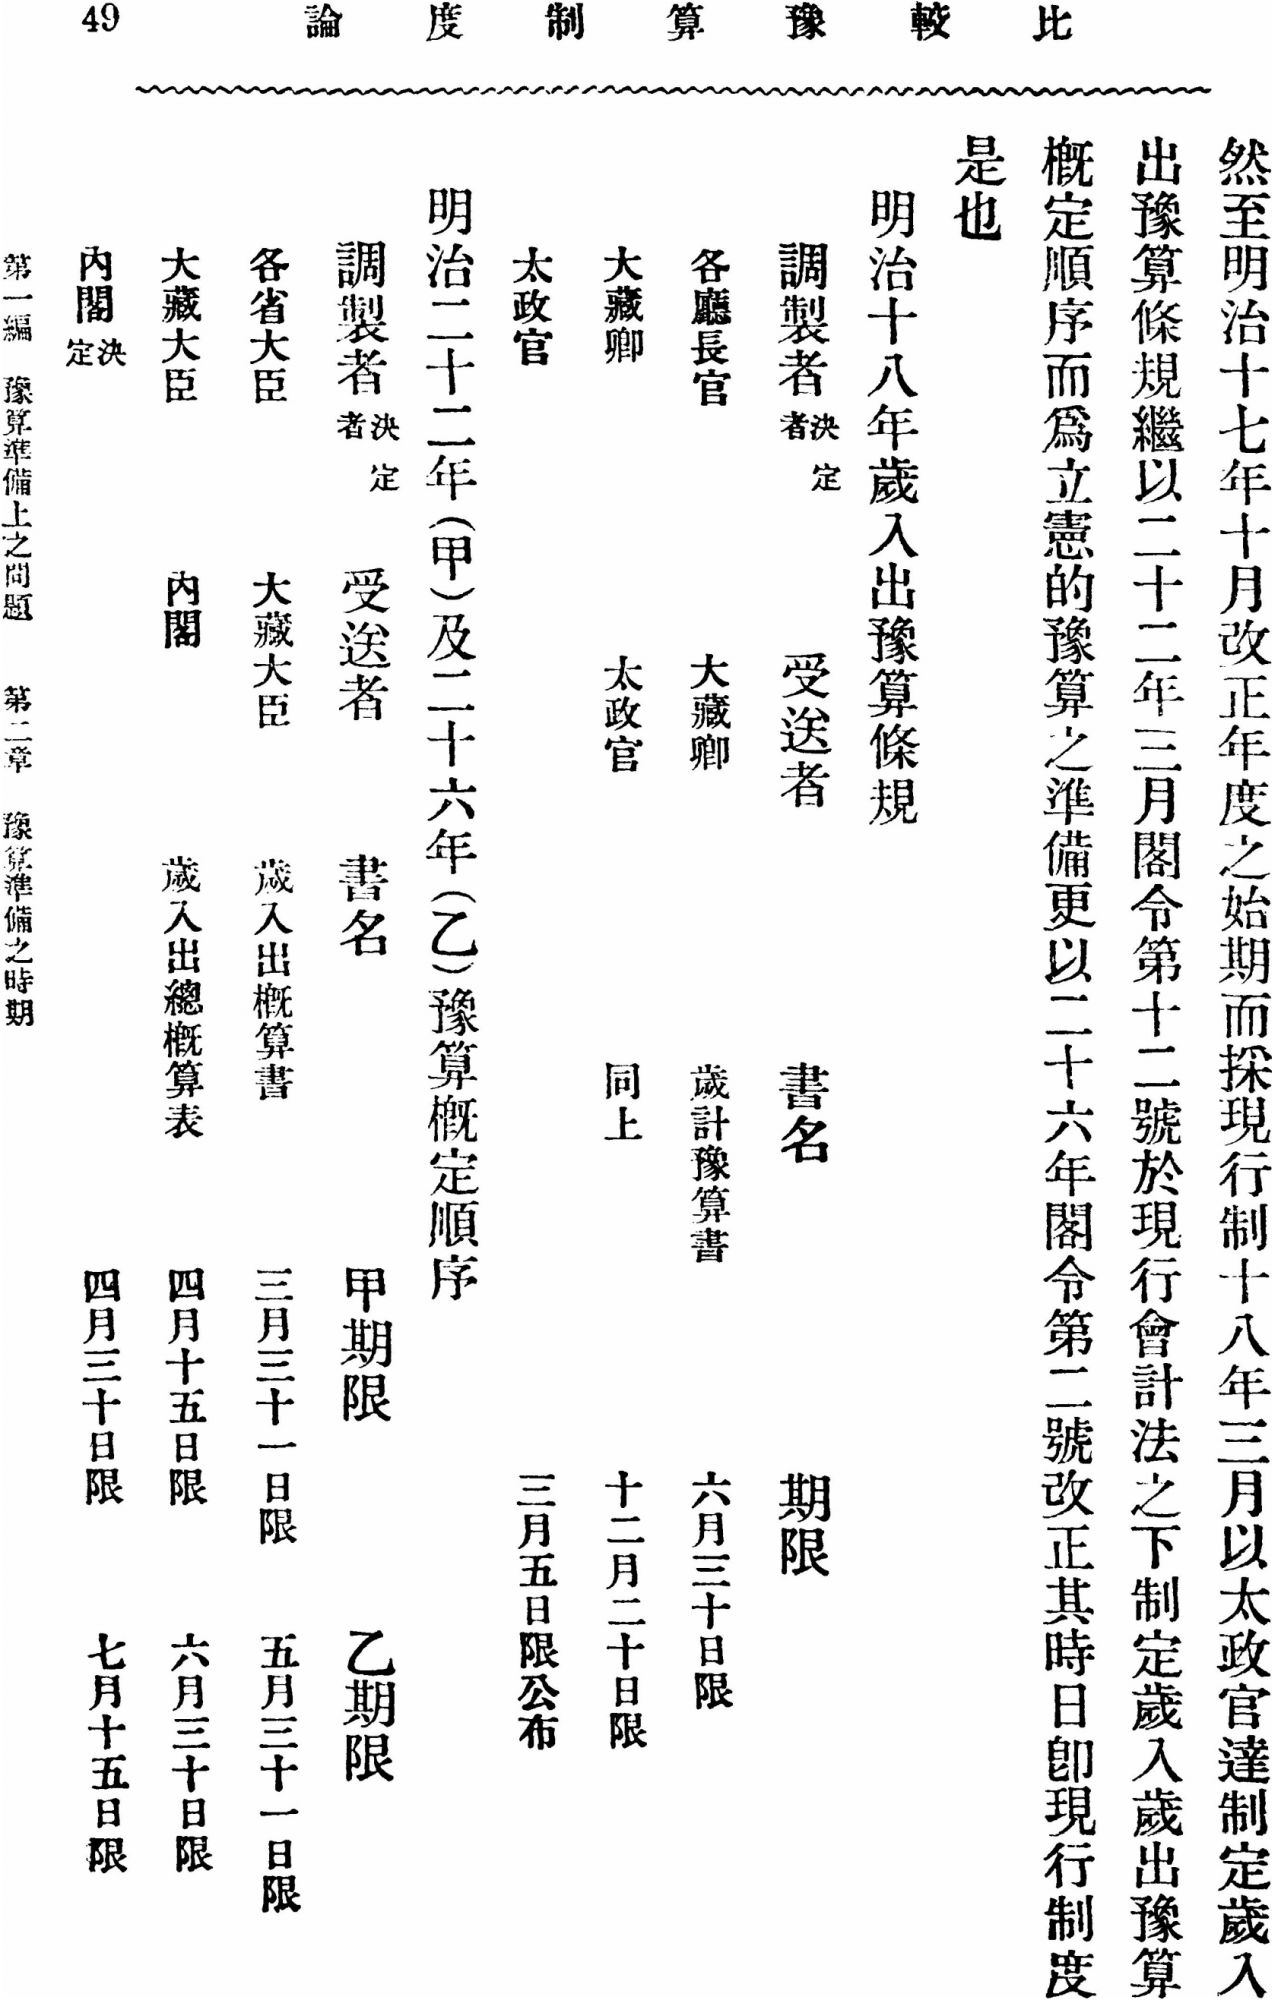 比較豫算制度論
49
然至明治十七年十月改正年度之始期而採現行制十八年三月以太政官達制定歲入
出豫算條規繼以二十二年三月閣令第十二號於現行會計法之下制定歲入歲出豫算
槪定順序而爲立憲的豫算之準備更以二十六年閣令第二號改正其時日卽現行制度
是也
明治十八年歲入出豫算條規
調製者 決定者 受送者 書名 期限
各廳長官 大藏卿 歲計豫算書 六月三十日限
大藏卿 太政官 同上 十二月二十日限
太政官 三月五日限公布
明治二十二年(甲)及二十六年(乙)豫算槪定順序
調製者 決定者 受送者 書名 甲期限 乙期限
各省大臣 大藏大臣 歲入出槪算書 三月三十一日限 五月三十一日限
大藏大臣 內閣 歲入出總槪算表 四月十五日限 六月三十日限
內閣 決定 四月三十日限 七月十五日限
第一編 豫算準備上之問題 第二章 豫算準備之時期